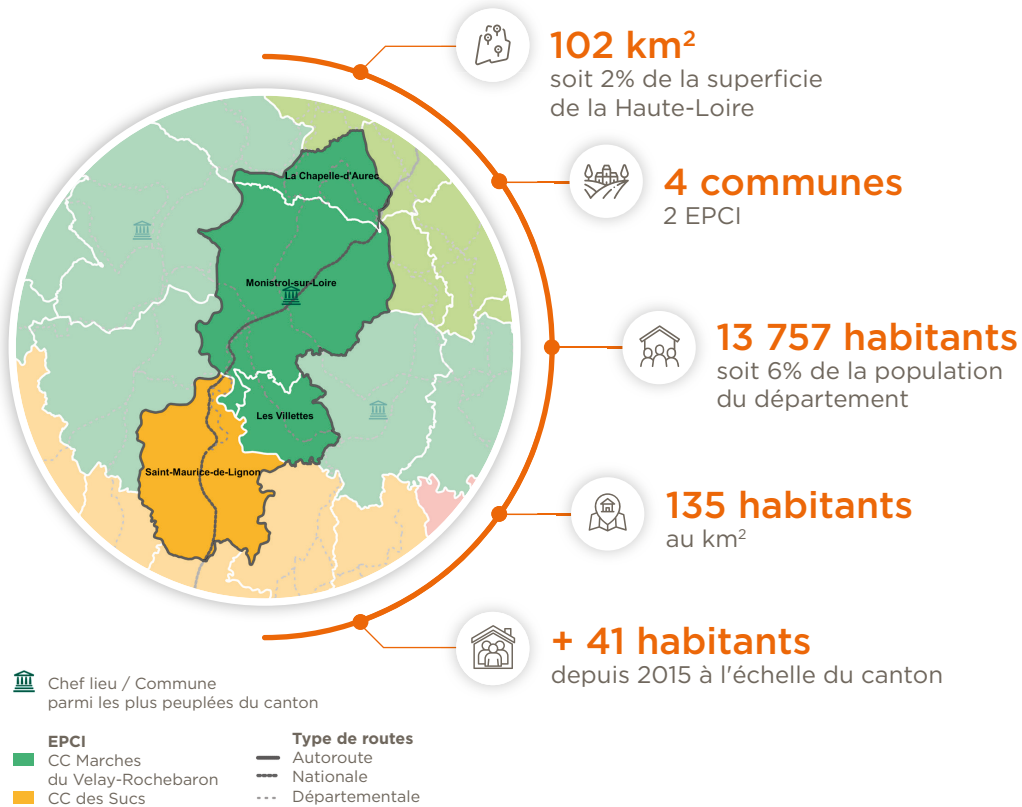 102 km²
soit 2% de la superficie
de la Haute-Loire
4 communes
2 EPCI
13 757 habitants
soit 6% de la population
du département
135 habitants
au km²
+ 41 habitants
depuis 2015 à l'échelle du canton
La Chapelle-d'Aurec
Monistrol-sur-Loire
Les Villettes
Saint-Maurice-de-Lignon
Chef lieu / Commune
parmi les plus peuplées du canton
EPCI
CC Marches
du Velay-Rochebaron
CC des Sucs
Type de routes
Autoroute
Nationale
Départementale